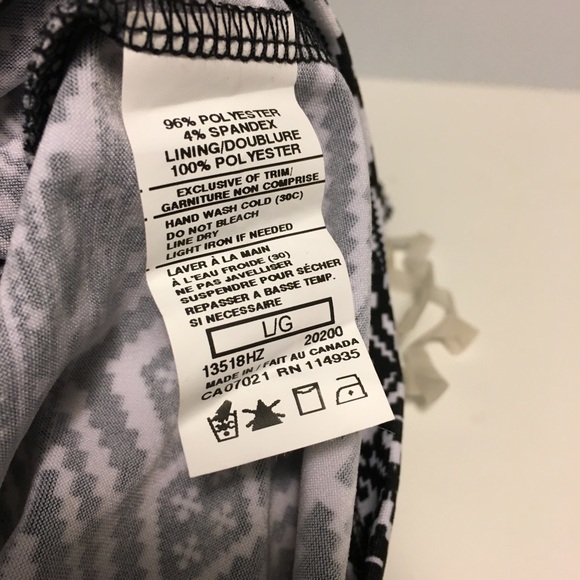 96% POLYESTER
4% SPANDEX
LINING/DOUBLURE
100% POLYESTER
EXCLUSIVE OF TRIM/
GARNITURE NON COMPRISE
HAND WASH COLD (30C)
DO NOT BLEACH
LINE DRY
LIGHT IRON IF NEEDED
LAVER À LA MAIN
À L'EAU FROIDE (30)
NE PAS JAVELLISER
SUSPENDRE POUR SÉCHER
REPASSER A BASSE TEMP.
SI NECESSAIRE
L/G
13518HZ 20200
MADE IN/FAIT AU CANADA
CA07021 RN 114935
30C